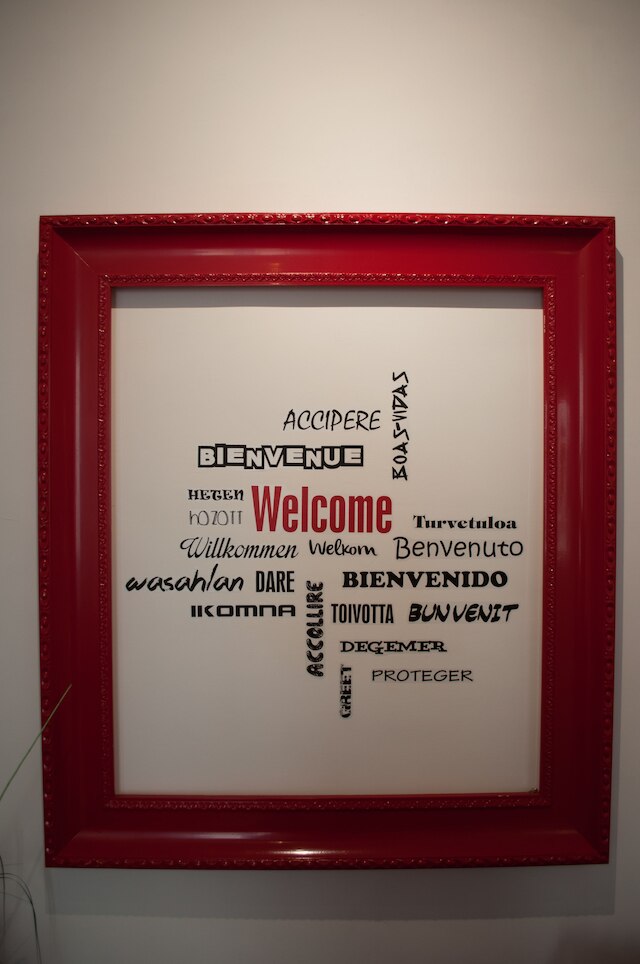 BOAS-VIDAS
ACCIPERE
BIENVENUE
HETEN
hozott
Welcome
Turvetuloa
Willkommen Welkom Benvenuto
wasahlan DARE BIENVENIDO
IKOMNA ACCOLLIRE TOIVOTTA BUNVENIT
DEGEMER
GREET PROTEGER